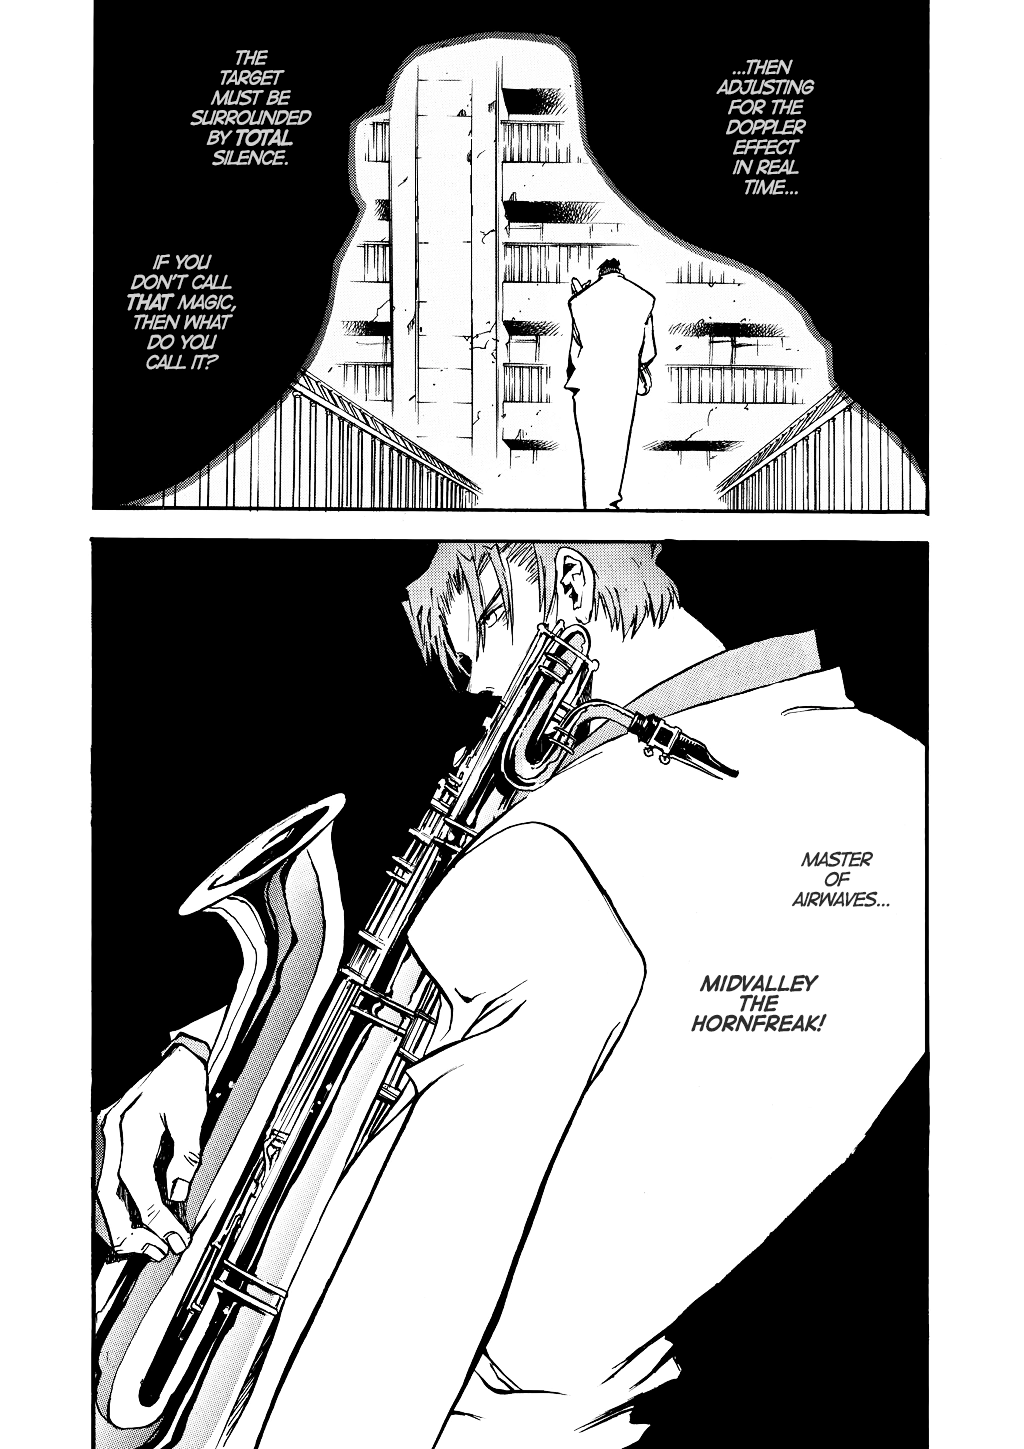 ...THEN
ADJUSTING
FOR THE
DOPPLER
EFFECT
IN REAL
TIME...
THE
TARGET
MUST BE
SURROUNDED
BY TOTAL
SILENCE.
IF YOU
DON'T CALL
THAT MAGIC,
THEN WHAT
DO YOU
CALL IT?
MASTER
OF
AIRWAVES...
MIDVALLEY
THE
HORNFREAK!